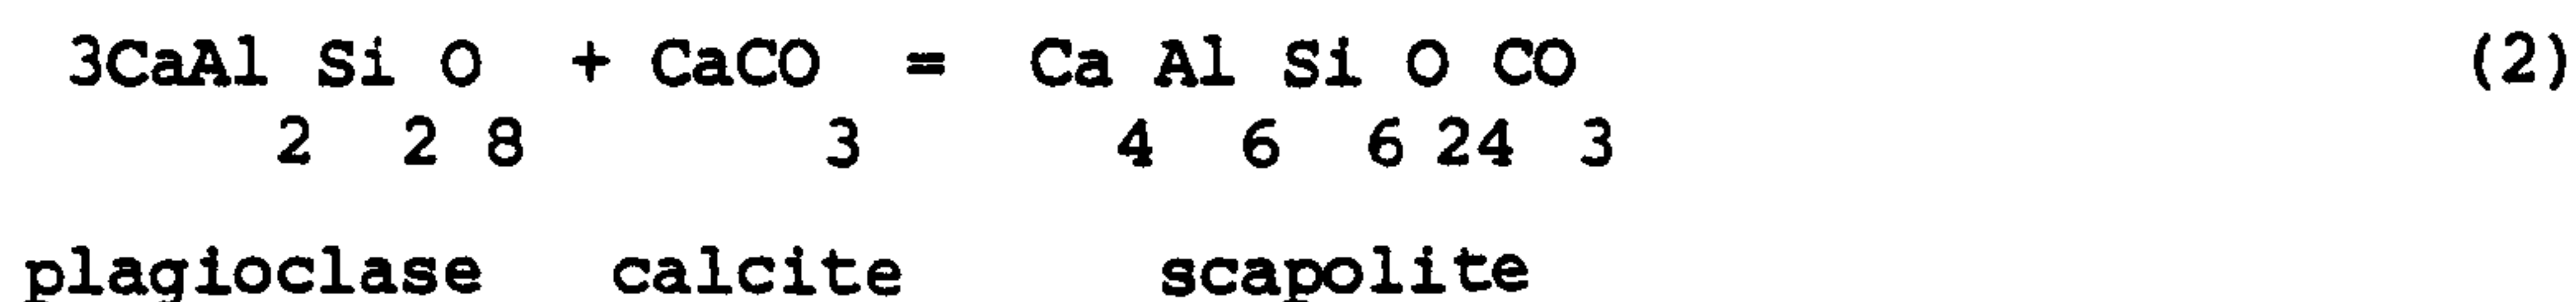 3CaAl Si O + CaCO = Ca Al Si O CO (2)
2 2 8 3 4 6 6 24 3
plagioclase calcite scapolite